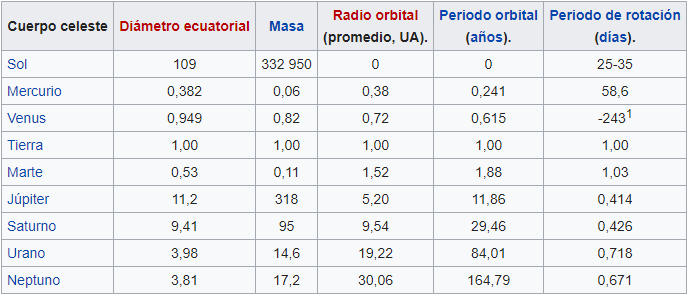 Cuerpo celeste Diámetro ecuatorial Masa Radio orbital (promedio, UA). Periodo orbital (años). Periodo de rotación (días).
Sol 109 332 950 0 0 25-35
Mercurio 0,382 0,06 0,38 0,241 58,6
Venus 0,949 0,82 0,72 0,615 -243¹
Tierra 1,00 1,00 1,00 1,00 1,00
Marte 0,53 0,11 1,52 1,88 1,03
Júpiter 11,2 318 5,20 11,86 0,414
Saturno 9,41 95 9,54 29,46 0,426
Urano 3,98 14,6 19,22 84,01 0,718
Neptuno 3,81 17,2 30,06 164,79 0,671